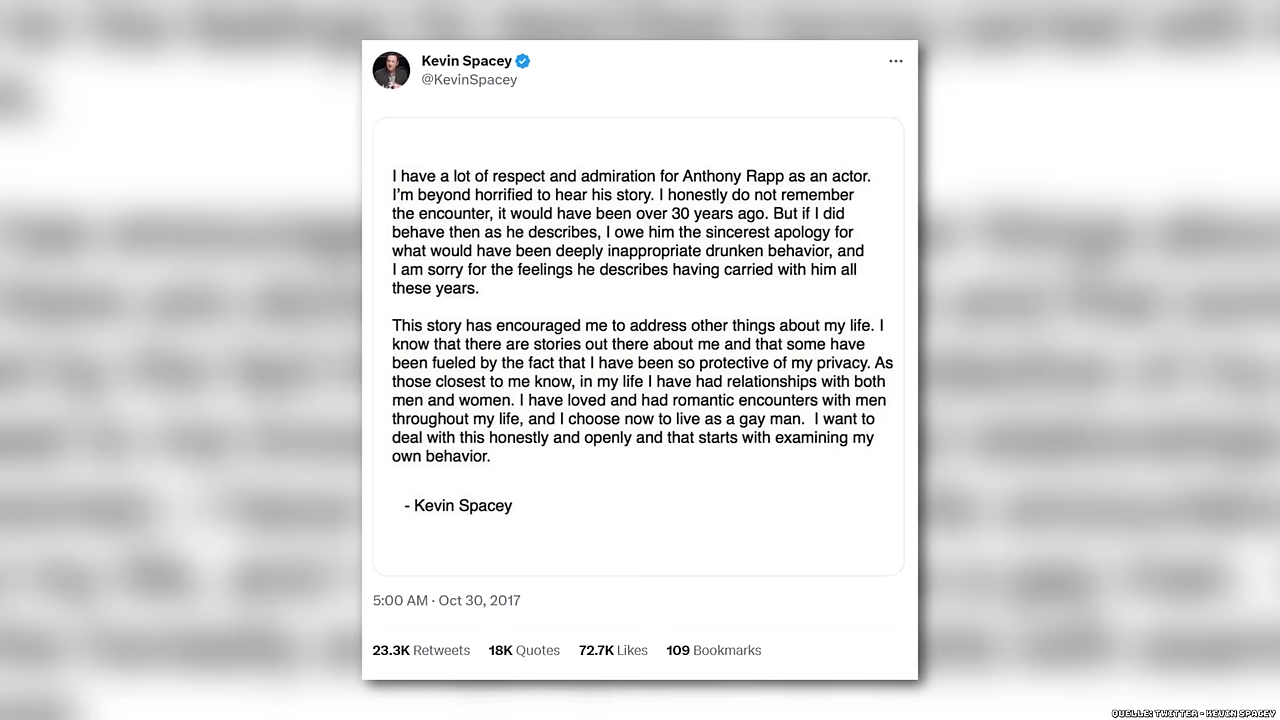 Kevin Spacey
@KevinSpacey
I have a lot of respect and admiration for Anthony Rapp as an actor.
I'm beyond horrified to hear his story. I honestly do not remember
the encounter, it would have been over 30 years ago. But if I did
behave then as he describes, I owe him the sincerest apology for
what would have been deeply inappropriate drunken behavior, and
I am sorry for the feelings he describes having carried with him all
these years.
This story has encouraged me to address other things about my life. I
know that there are stories out there about me and that some have
been fueled by the fact that I have been so protective of my privacy. As
those closest to me know, in my life I have had relationships with both
men and women. I have loved and had romantic encounters with men
throughout my life, and I choose now to live as a gay man.  I want to
deal with this honestly and openly and that starts with examining my
own behavior.
- Kevin Spacey
5:00 AM · Oct 30, 2017
23.3K Retweets 18K Quotes 72.7K Likes 109 Bookmarks
QUELLE: TWITTER - KEVIN SPACEY